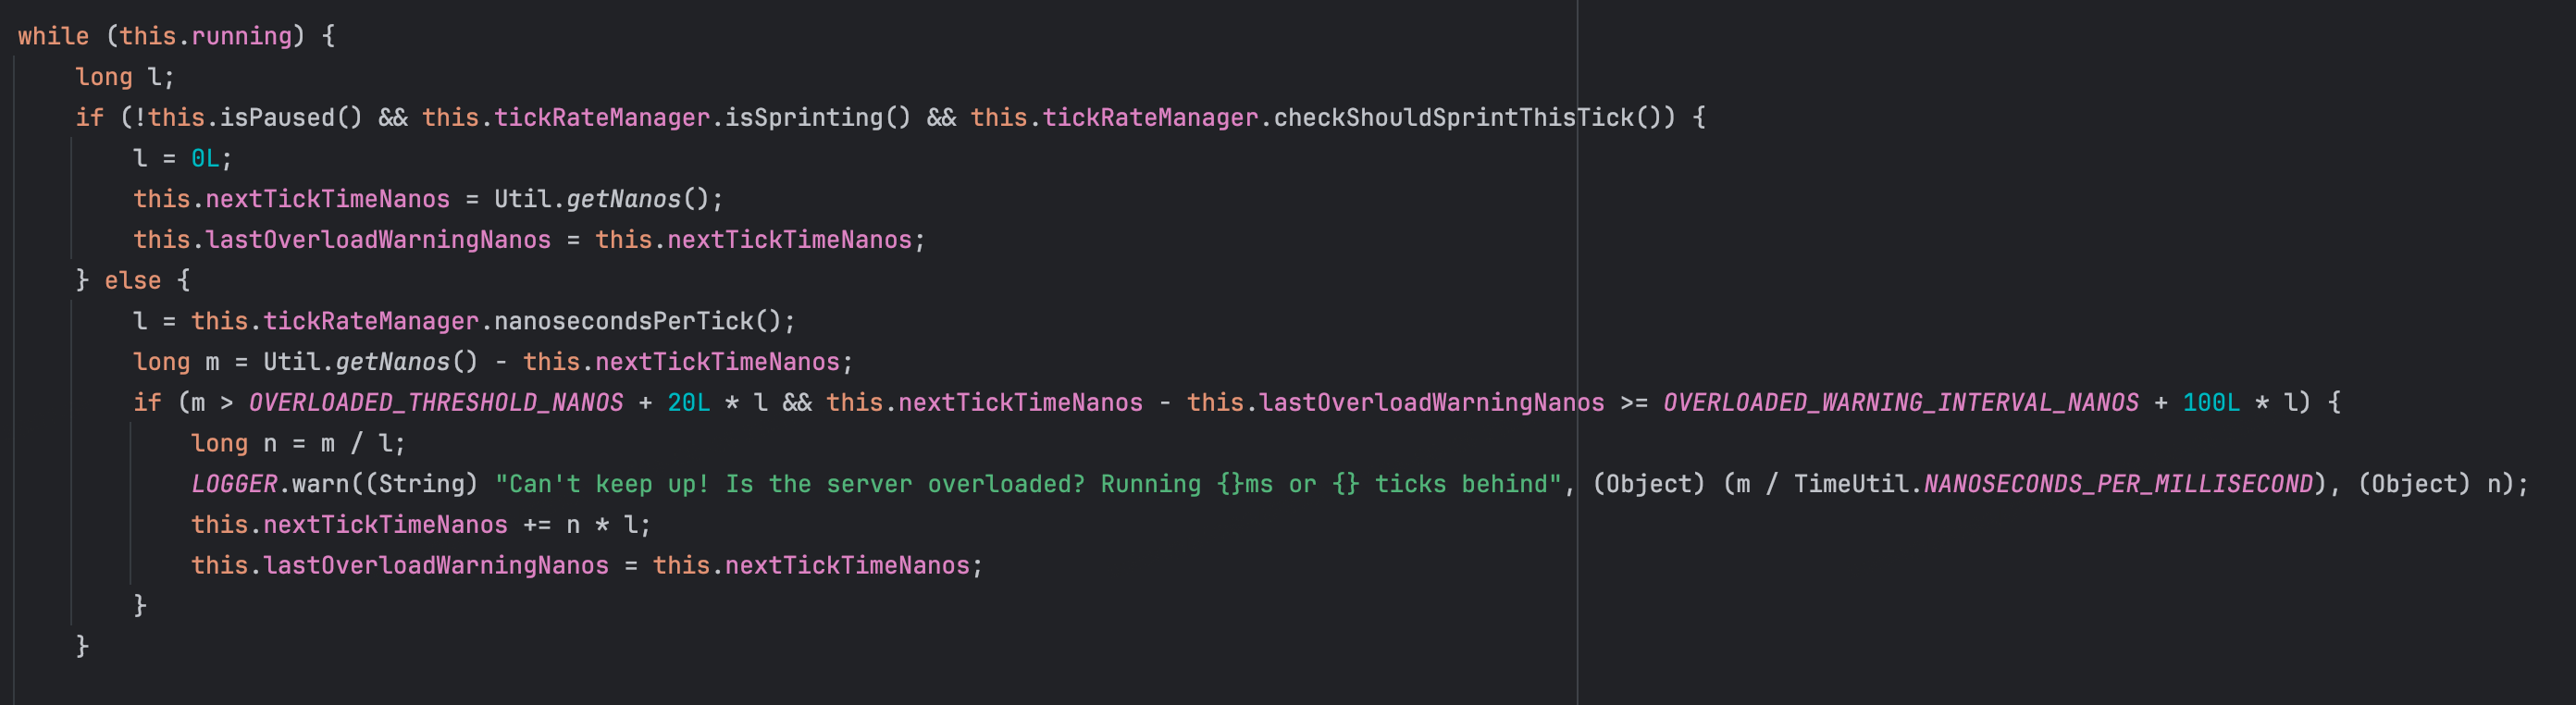 while (this.running) {
    long l;
    if (!this.isPaused() && this.tickRateManager.isSprinting() && this.tickRateManager.checkShouldSprintThisTick()) {
        l = 0L;
        this.nextTickTimeNanos = Util.getNanos();
        this.lastOverloadWarningNanos = this.nextTickTimeNanos;
    } else {
        l = this.tickRateManager.nanosecondsPerTick();
        long m = Util.getNanos() - this.nextTickTimeNanos;
        if (m > OVERLOADED_THRESHOLD_NANOS + 20L * l && this.nextTickTimeNanos - this.lastOverloadWarningNanos >= OVERLOADED_WARNING_INTERVAL_NANOS + 100L * l) {
            long n = m / l;
            LOGGER.warn((String) "Can't keep up! Is the server overloaded? Running {}ms or {} ticks behind", (Object) (m / TimeUtil.NANOSECONDS_PER_MILLISECOND), (Object) n);
            this.nextTickTimeNanos += n * l;
            this.lastOverloadWarningNanos = this.nextTickTimeNanos;
        }
    }